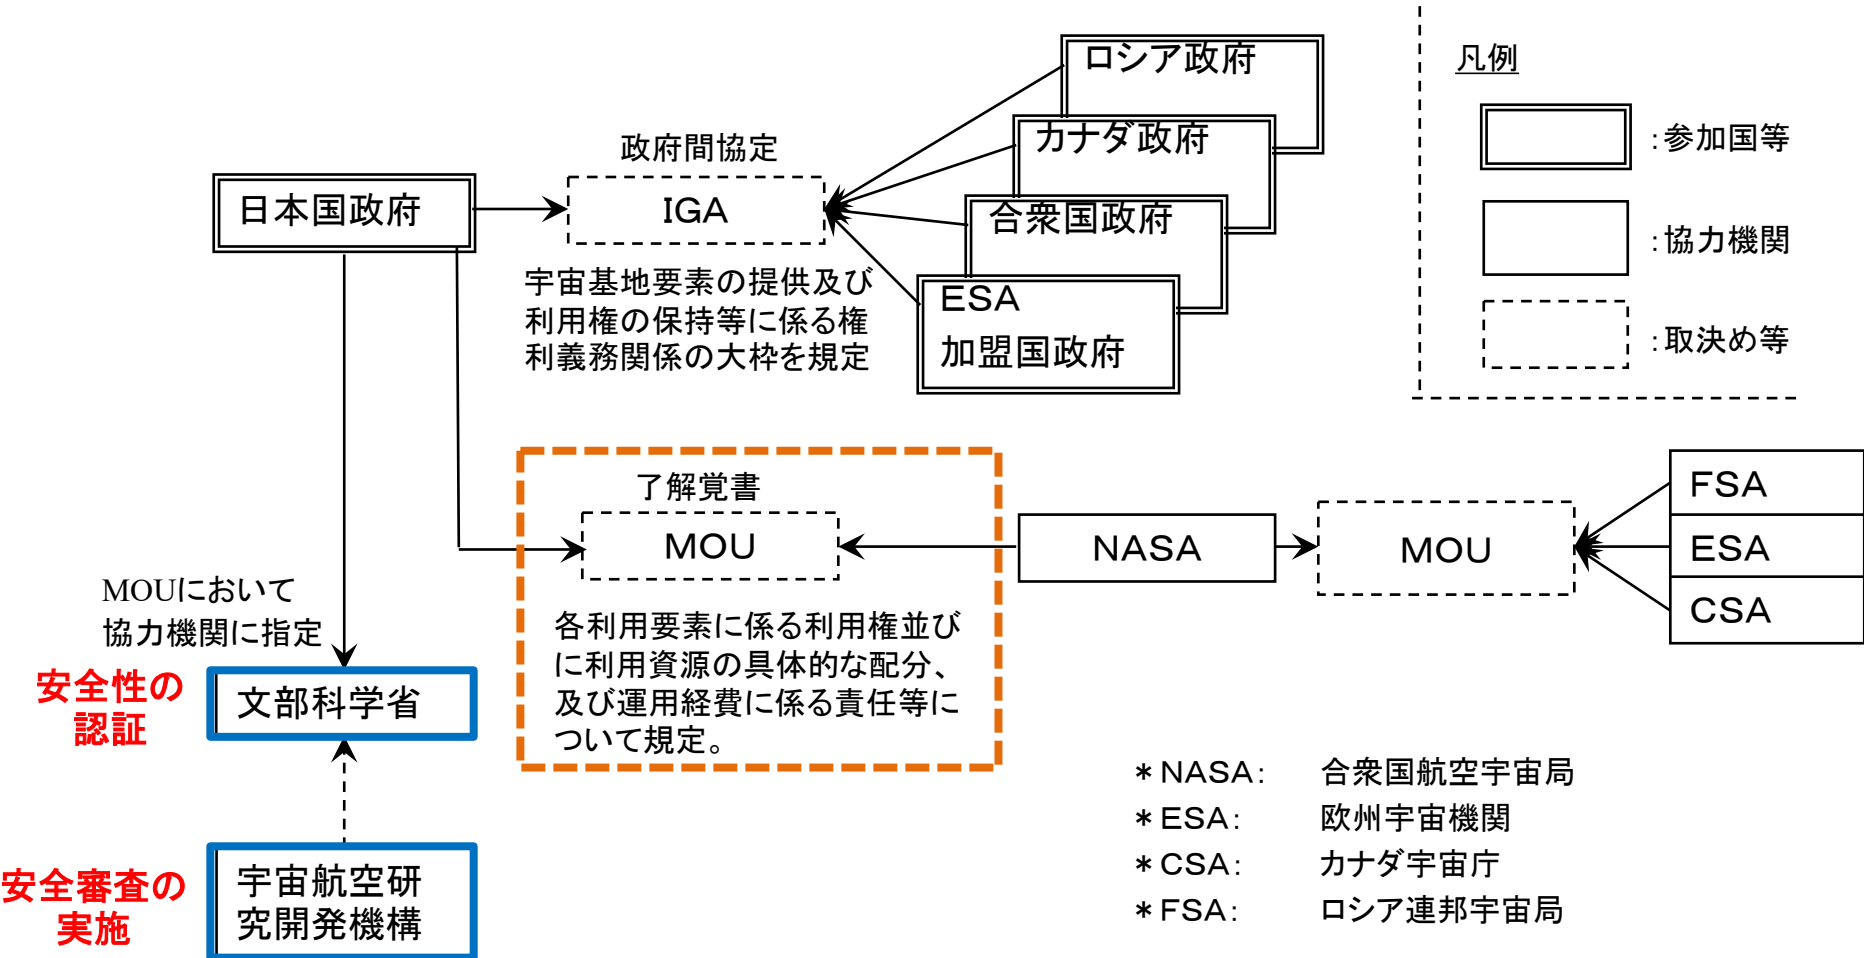 ロシア政府
カナダ政府
合衆国政府
ESA
加盟国政府
政府間協定
IGA
日本国政府
宇宙基地要素の提供及び
利用権の保持等に係る権
利義務関係の大枠を規定
凡例
:参加国等
:協力機関
:取決め等
了解覚書
MOU
各利用要素に係る利用権並び
に利用資源の具体的な配分、
及び運用経費に係る責任等に
ついて規定。
NASA
MOU
FSA
ESA
CSA
MOUにおいて
協力機関に指定
安全性の
認証
文部科学省
安全審査の
実施
宇宙航空研
究開発機構
*NASA: 合衆国航空宇宙局
*ESA: 欧州宇宙機関
*CSA: カナダ宇宙庁
*FSA: ロシア連邦宇宙局